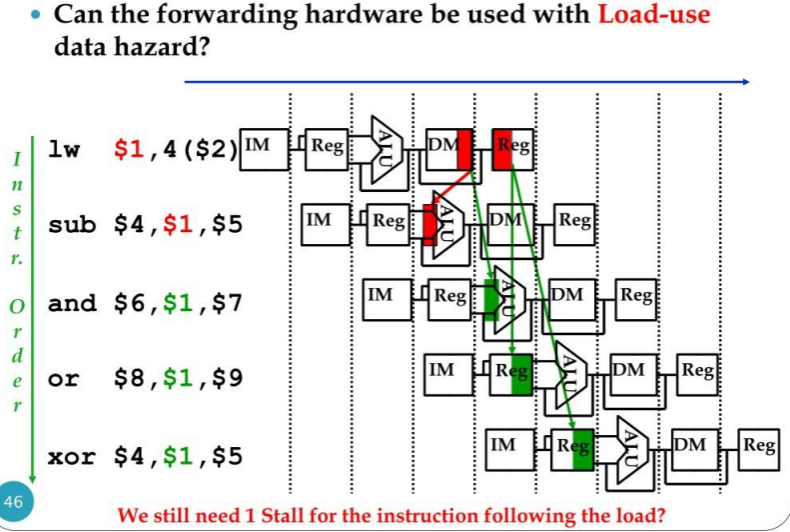 • Can the forwarding hardware be used with Load-use
data hazard?
Instr. Order
lw $1,4($2) IM Reg ALU DM Reg
sub $4,$1,$5 IM Reg ALU DM Reg
and $6,$1,$7 IM Reg ALU DM Reg
or $8,$1,$9 IM Reg ALU DM Reg
xor $4,$1,$5 IM Reg ALU DM Reg
46
We still need 1 Stall for the instruction following the load?